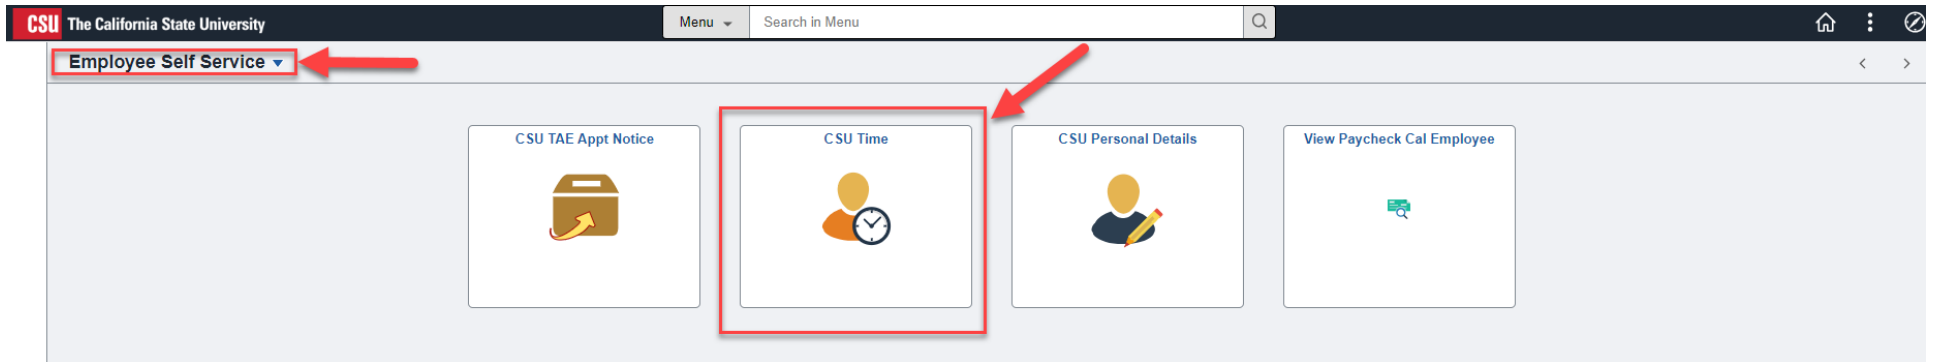 CSU The California State University
Menu
Search in Menu
Employee Self Service
CSU TAE Appt Notice
CSU Time
CSU Personal Details
View Paycheck Cal Employee